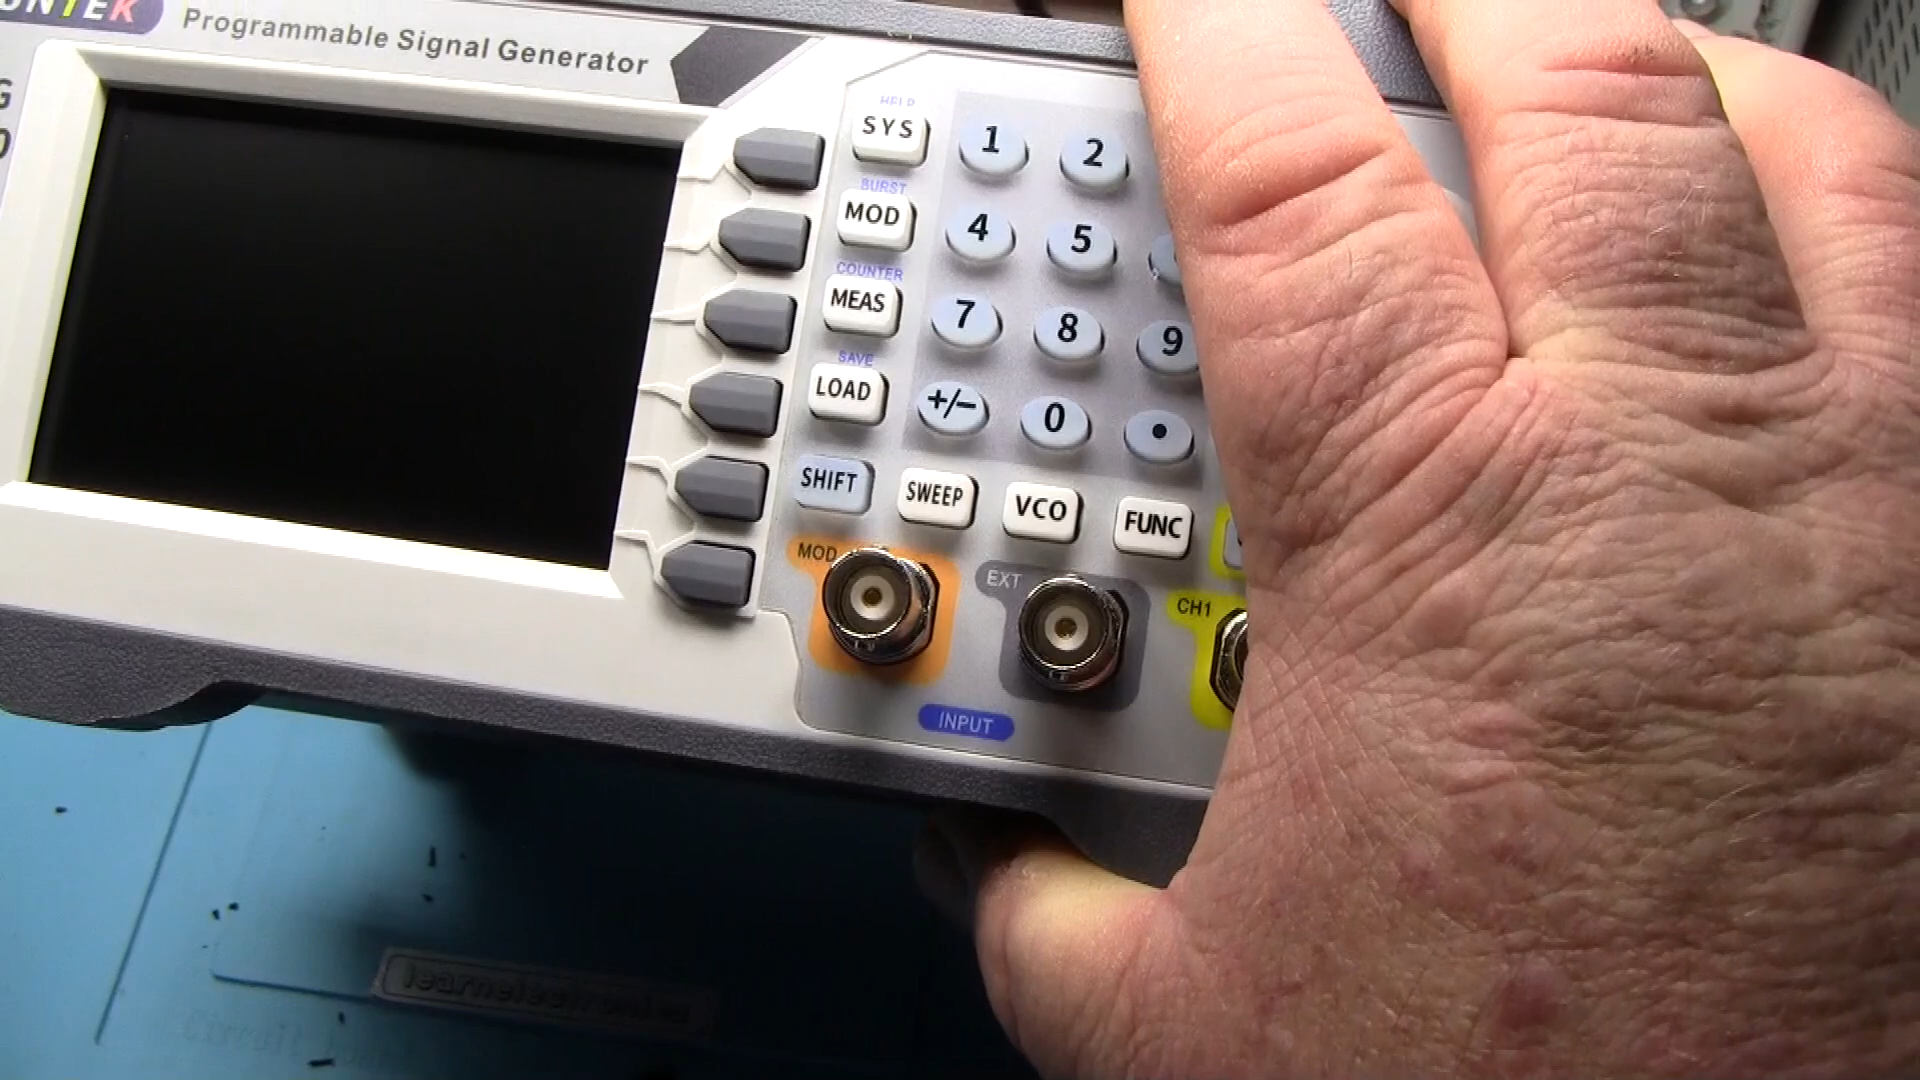 Programmable Signal Generator
HELP
SYS
1
2
BURST
MOD
4
5
COUNTER
MEAS
7
8
9
SAVE
LOAD
+/−
0
•
SHIFT
SWEEP
VCO
FUNC
MOD
EXT
CH1
INPUT
learnelectronics